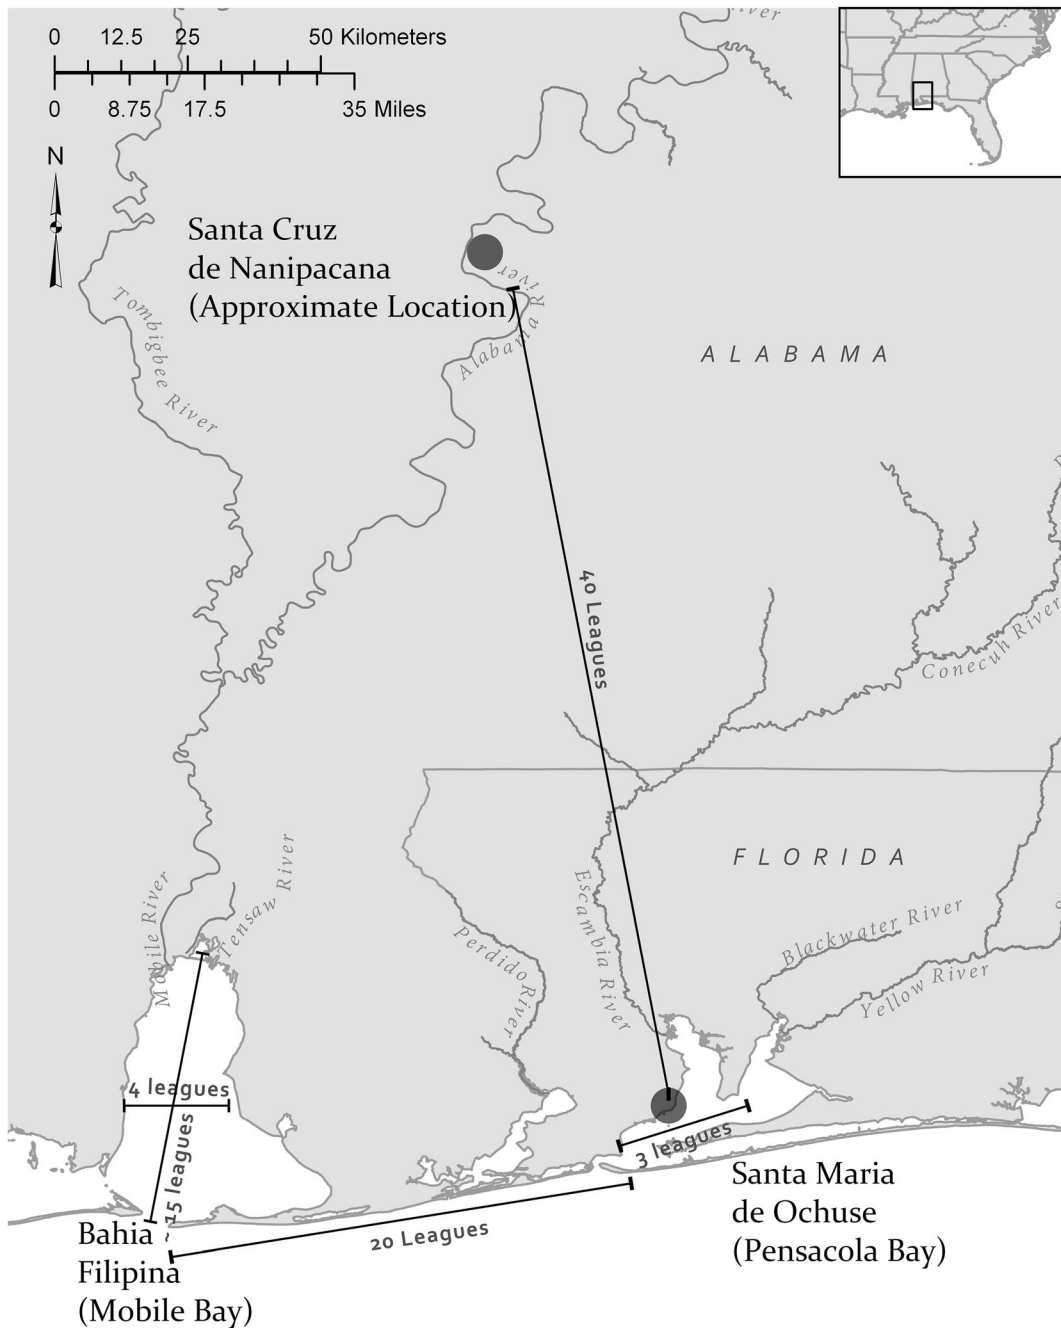 River
0 12.5 25 50 Kilometers
0 8.75 17.5 35 Miles
N
Santa Cruz
de Nanipacana
(Approximate Location)
River
Alabama River
Tombigbee River
ALABAMA
40 Leagues
Conecuh River
FLORIDA
Mobile River
Tensaw River
Perdido River
Escambia River
Blackwater River
Yellow River
4 leagues
~15 leagues
3 leagues
20 Leagues
Santa Maria
de Ochuse
(Pensacola Bay)
Bahia
Filipina
(Mobile Bay)